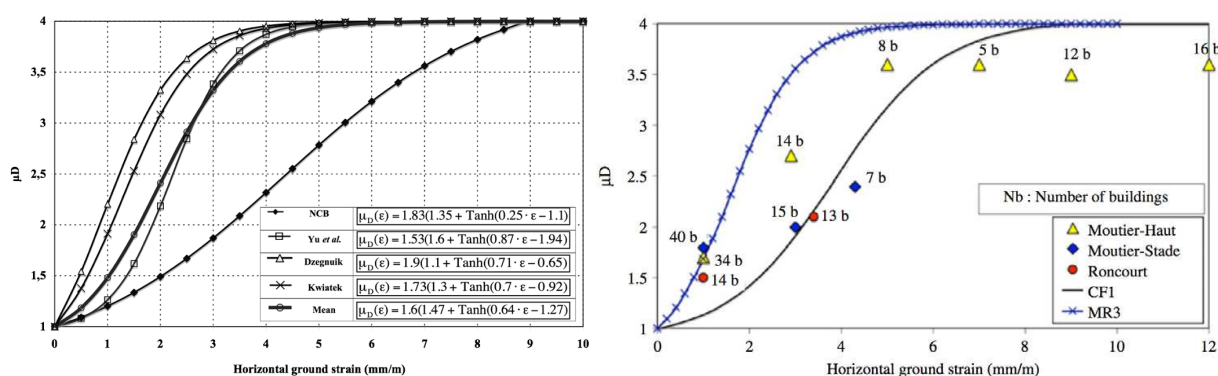 4
3,5
3
2,5
2
1,5
1
μD
0 1 2 3 4 5 6 7 8 9 10
Horizontal ground strain (mm/m)
NCB μD(ε) = 1.83(1.35 + Tanh(0.25 · ε − 1.1)
Yu et al. μD(ε) = 1.53(1.6 + Tanh(0.87 · ε − 1.94)
Dzegnuik μD(ε) = 1.9(1.1 + Tanh(0.71 · ε − 0.65)
Kwiatek μD(ε) = 1.73(1.3 + Tanh(0.7 · ε − 0.92)
Mean μD(ε) = 1.6(1.47 + Tanh(0.64 · ε − 1.27)
4
3,5
3
2,5
2
1,5
1
μD
0 2 4 6 8 10 12
Horizontal ground strain (mm/m)
8 b
5 b
12 b
16 b
14 b
7 b
15 b
13 b
40 b
34 b
14 b
Nb : Number of buildings
Moutier-Haut
Moutier-Stade
Roncourt
CF1
MR3